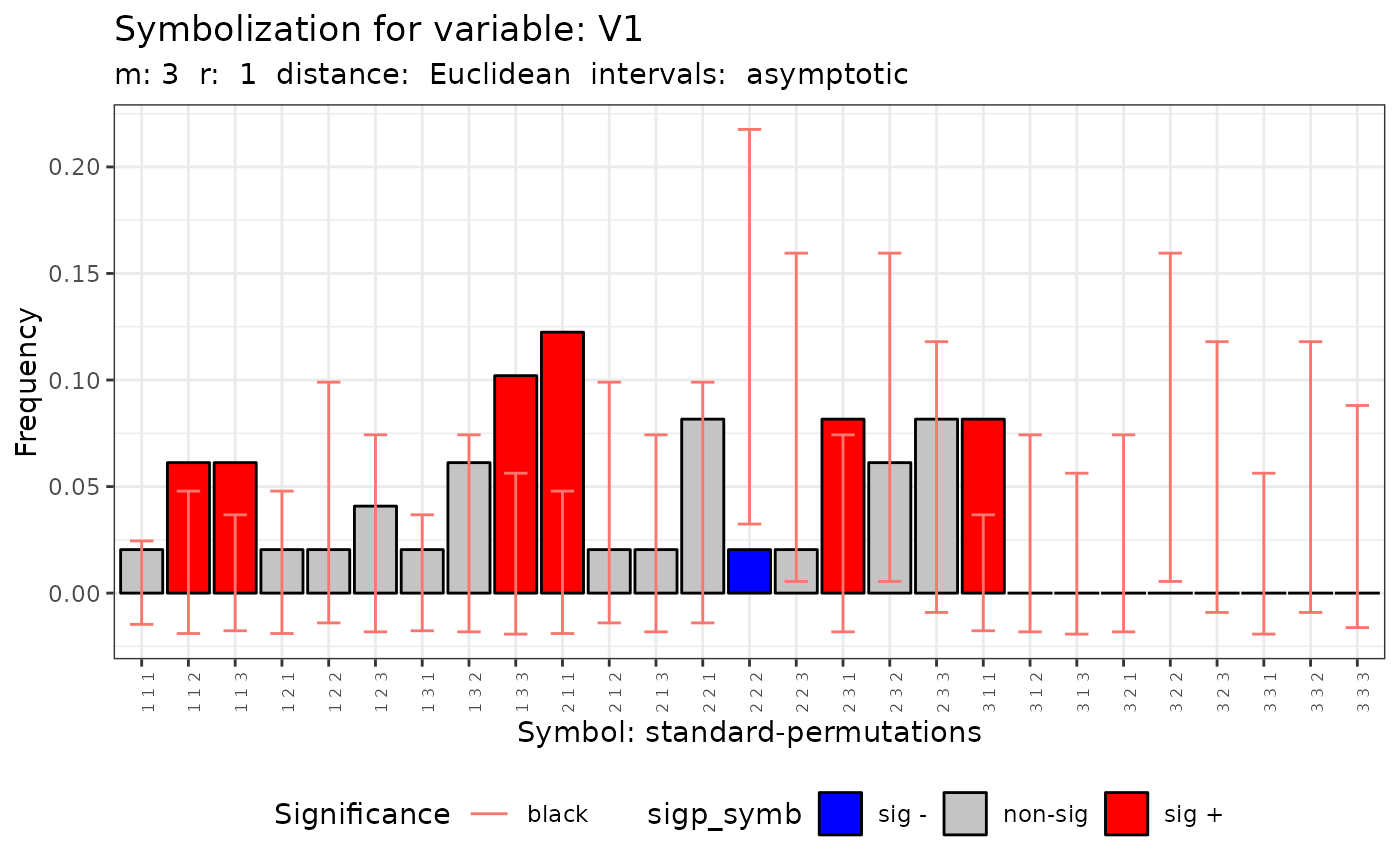 Symbolization for variable: V1
m: 3 r: 1 distance: Euclidean intervals: asymptotic
Frequency
0.20
0.15
0.10
0.05
0.00
1 1 1
1 1 2
1 1 3
1 2 1
1 2 2
1 2 3
1 3 1
1 3 2
1 3 3
2 1 1
2 1 2
2 1 3
2 2 1
2 2 2
2 2 3
2 3 1
2 3 2
2 3 3
3 1 1
3 1 2
3 1 3
3 2 1
3 2 2
3 2 3
3 3 1
3 3 2
3 3 3
Symbol: standard-permutations
Significance black sigp_symb sig - non-sig sig +